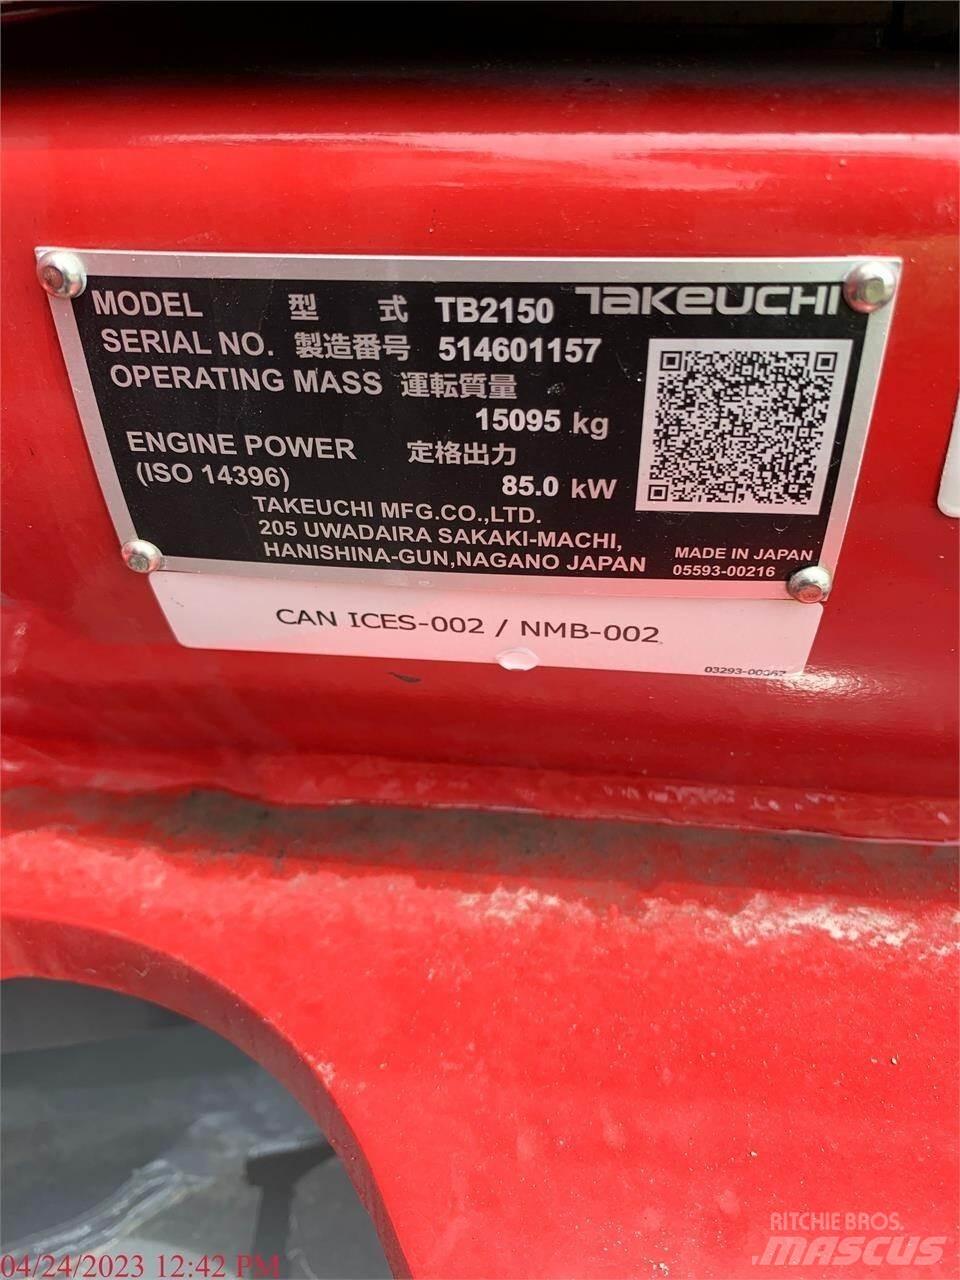 MODEL 型 式 TB2150 TAKEUCHI
SERIAL NO. 製造番号 514601157
OPERATING MASS 運転質量
15095 kg
ENGINE POWER 定格出力
(ISO 14396) 85.0 kW
TAKEUCHI MFG.CO.,LTD.
205 UWADAIRA SAKAKI-MACHI,
HANISHINA-GUN,NAGANO JAPAN
MADE IN JAPAN
05593-00216
CAN ICES-002 / NMB-002
RITCHIE BROS.
MASCUS
04/24/2023 12:42 PM